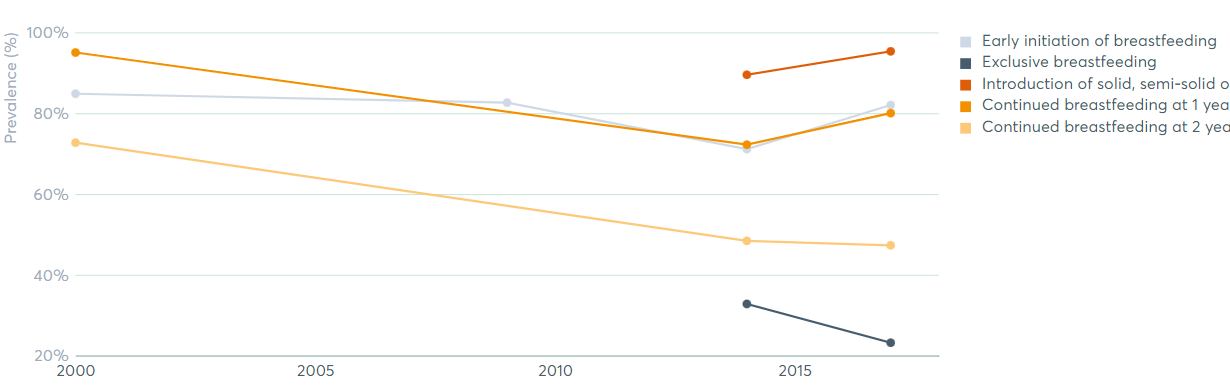 Prevalence (%)
100%
80%
60%
40%
20%
2000
2005
2010
2015
Early initiation of breastfeeding
Exclusive breastfeeding
Introduction of solid, semi-solid o
Continued breastfeeding at 1 yea
Continued breastfeeding at 2 yea